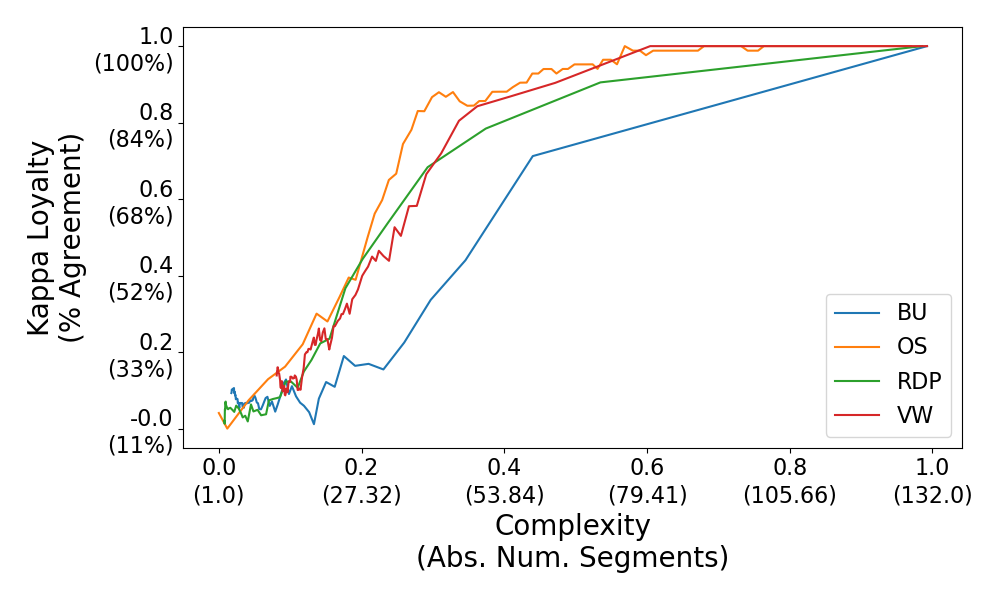 1.0
(100%)
0.8
(84%)
0.6
(68%)
0.4
(52%)
0.2
(33%)
-0.0
(11%)
Kappa Loyalty
(% Agreement)
BU
OS
RDP
VW
0.0 0.2 0.4 0.6 0.8 1.0
(1.0) (27.32) (53.84) (79.41) (105.66) (132.0)
Complexity
(Abs. Num. Segments)